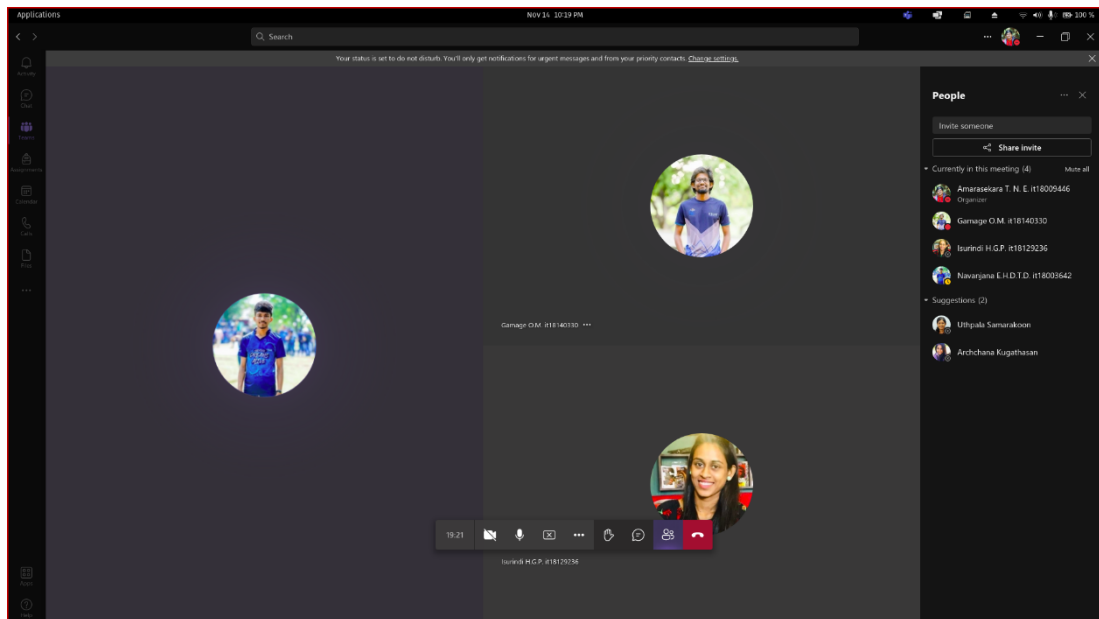 Applications
Nov 14 10:19 PM
100 %
Search
Your status is set to do not disturb. You'll only get notifications for urgent messages and from your priority contacts. Change settings.
Activity
Chat
Teams
Assignments
Calendar
Calls
Files
Apps
Help
Gamage O.M. it18140330
19:21
Isurindi H.G.P. it18129236
People
Invite someone
Share invite
Currently in this meeting (4)
Mute all
Amarasekara T. N. E. it18009446
Organizer
Gamage O.M. it18140330
Isurindi H.G.P. it18129236
Navanjana E.H.D.T.D. it18003642
Suggestions (2)
Uthpala Samarakoon
Archchana Kugathasan